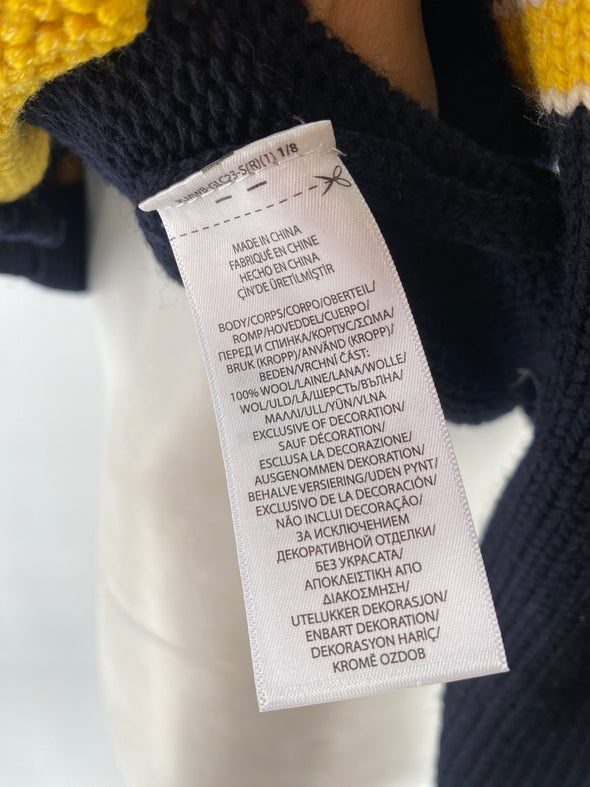 (1) 1/8
MADE IN CHINA
FABRIQUÉ EN CHINE
HECHO EN CHINA
ÇİN'DE ÜRETİLMİŞTİR
BODY/CORPS/CORPO/OBERTEIL/
ROMP/HOVEDDEL/CUERPO/
ПЕРЕД И СПИНКА/КОРПУС/ΣΩΜΑ/
BRUK (KROPP)/ANVÄND (KROPP)/
BEDEN/VRCHNÍ ČÁST:
100% WOOL/LAINE/LANA/WOLLE/
WOL/ULD/LÃ/ШЕРСТЬ/ВЪЛНА/
ΜΑΛΛΙ/ULL/YÜN/VLNA
EXCLUSIVE OF DECORATION/
SAUF DÉCORATION/
ESCLUSA LA DECORAZIONE/
AUSGENOMMEN DEKORATION/
BEHALVE VERSIERING/UDEN PYNT/
EXCLUSIVO DE LA DECORACIÓN/
NÃO INCLUI DECORAÇÃO/
ЗА ИСКЛЮЧЕНИЕМ
ДЕКОРАТИВНОЙ ОТДЕЛКИ/
БЕЗ УКРАСАТА/
ΑΠΟΚΛΕΙΣΤΙΚΗ ΑΠΟ
ΔΙΑΚΟΣΜΗΣΗ/
UTELUKKER DEKORASJON/
ENBART DEKORATION/
DEKORASYON HARİÇ/
KROMĚ OZDOB